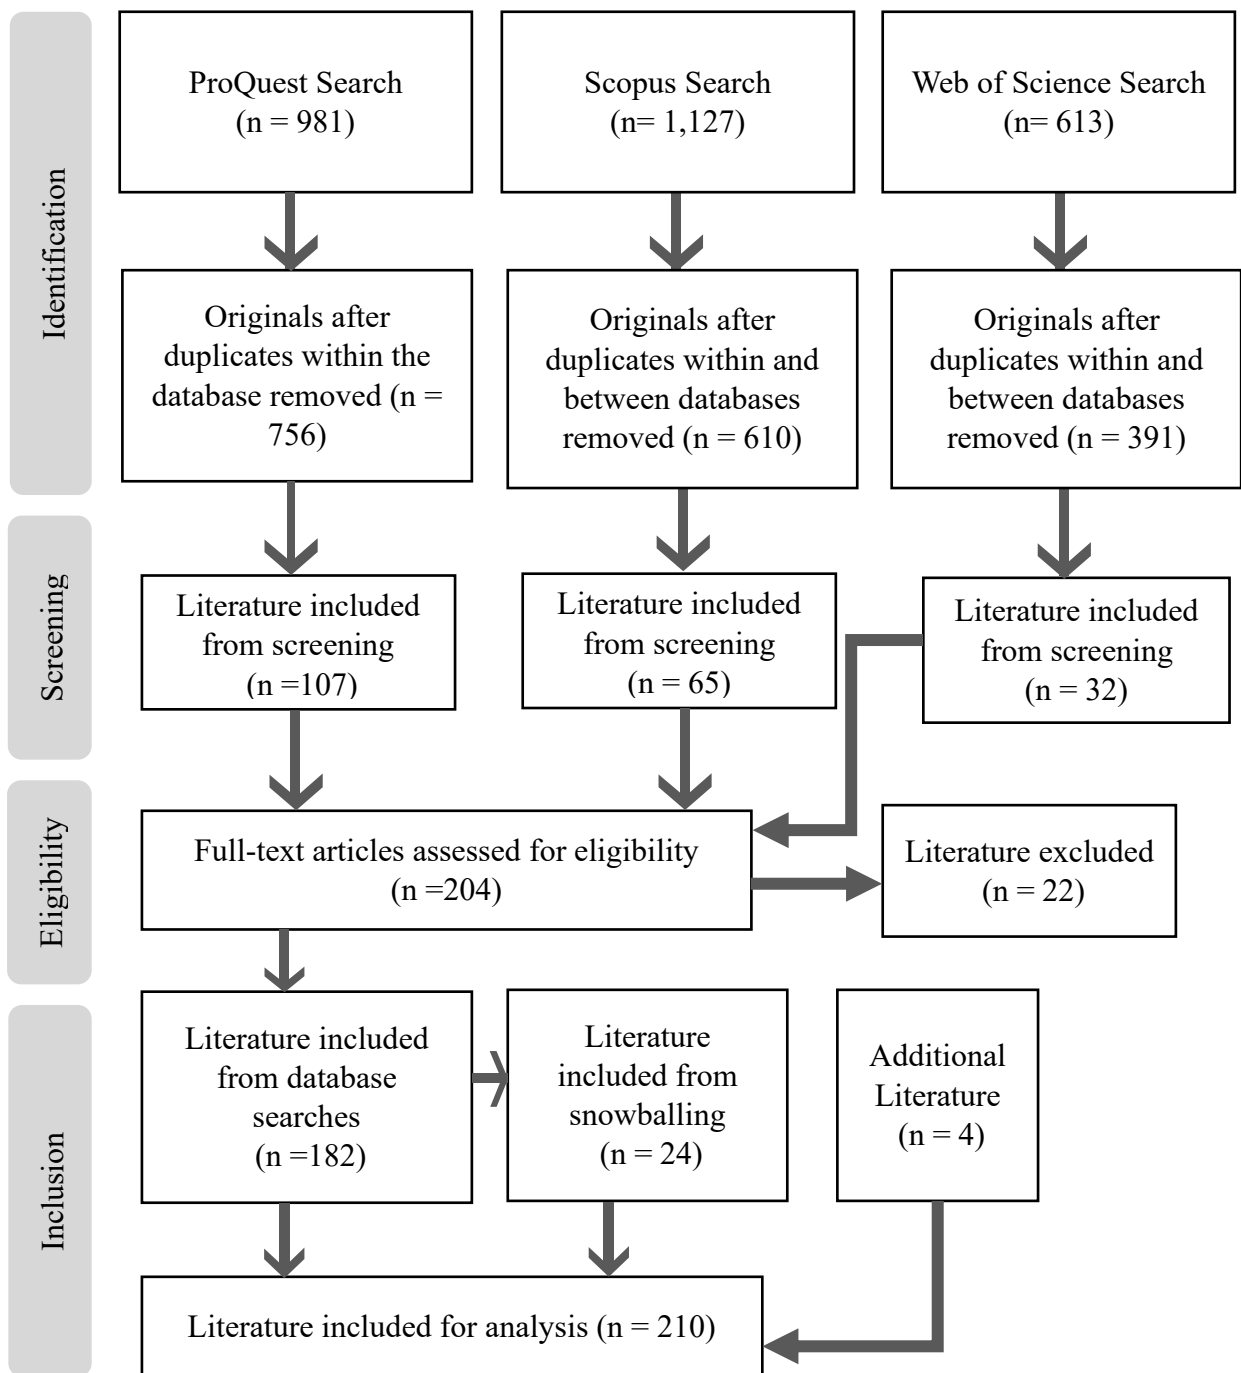 Identification
ProQuest Search
(n = 981)
Scopus Search
(n= 1,127)
Web of Science Search
(n= 613)
Originals after
duplicates within the
database removed (n =
756)
Originals after
duplicates within and
between databases
removed (n = 610)
Originals after
duplicates within and
between databases
removed (n = 391)
Screening
Literature included
from screening
(n =107)
Literature included
from screening
(n = 65)
Literature included
from screening
(n = 32)
Eligibility
Full-text articles assessed for eligibility
(n =204)
Literature excluded
(n = 22)
Inclusion
Literature included
from database
searches
(n =182)
Literature
included from
snowballing
(n = 24)
Additional
Literature
(n = 4)
Literature included for analysis (n = 210)